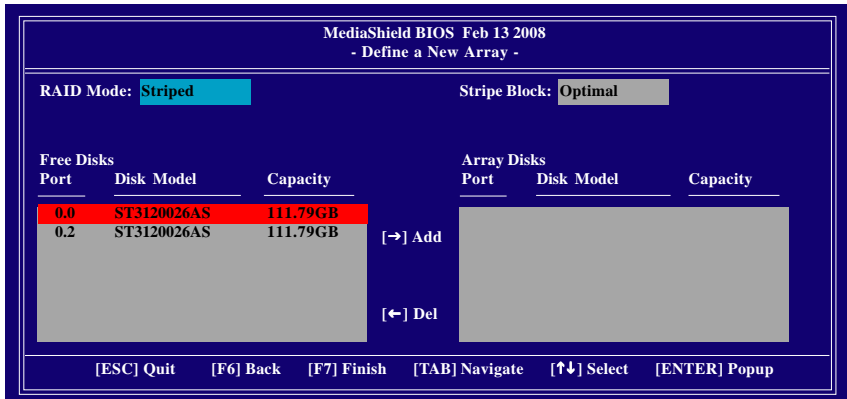 MediaShield BIOS Feb 13 2008
- Define a New Array -
RAID Mode: Striped
Stripe Block: Optimal
Free Disks
Port Disk Model Capacity
0.0 ST3120026AS 111.79GB
0.2 ST3120026AS 111.79GB
[→] Add
[←] Del
Array Disks
Port Disk Model Capacity
[ESC] Quit [F6] Back [F7] Finish [TAB] Navigate [↑↓] Select [ENTER] Popup